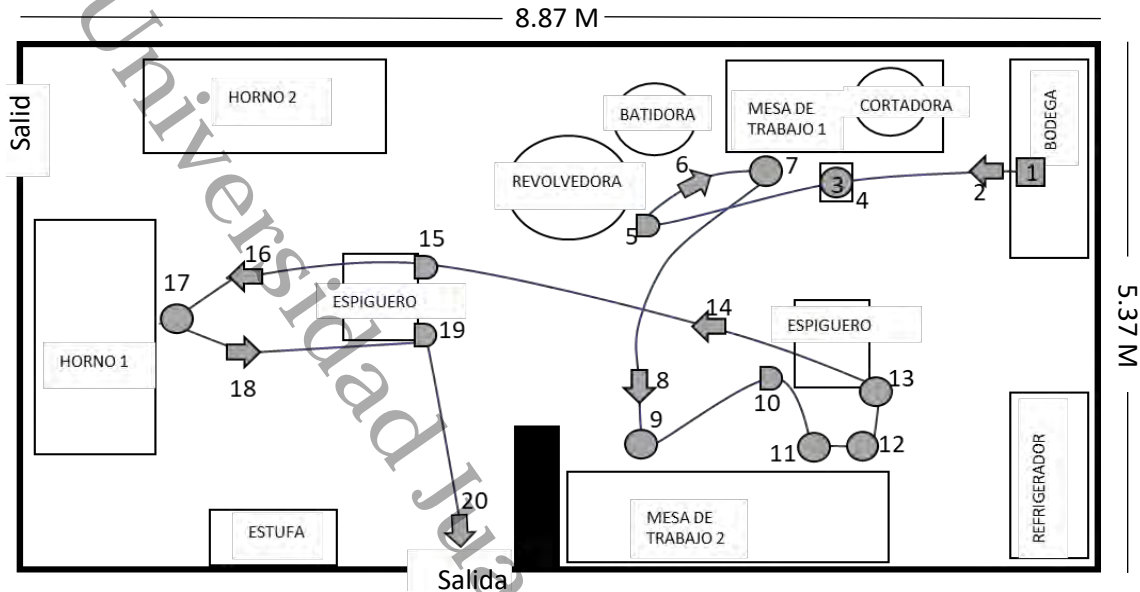 8.87 M
Salid
HORNO 2
BATIDORA
MESA DE
TRABAJO 1
CORTADORA
BODEGA
REVOLVEDORA
6
7
3
4
2
1
5
15
16
17
ESPIGUERO
14
ESPIGUERO
5.37 M
19
HORNO 1
18
8
13
10
9
11
12
REFRIGERADOR
20
ESTUFA
MESA DE
TRABAJO 2
Salida
Universidad Jua